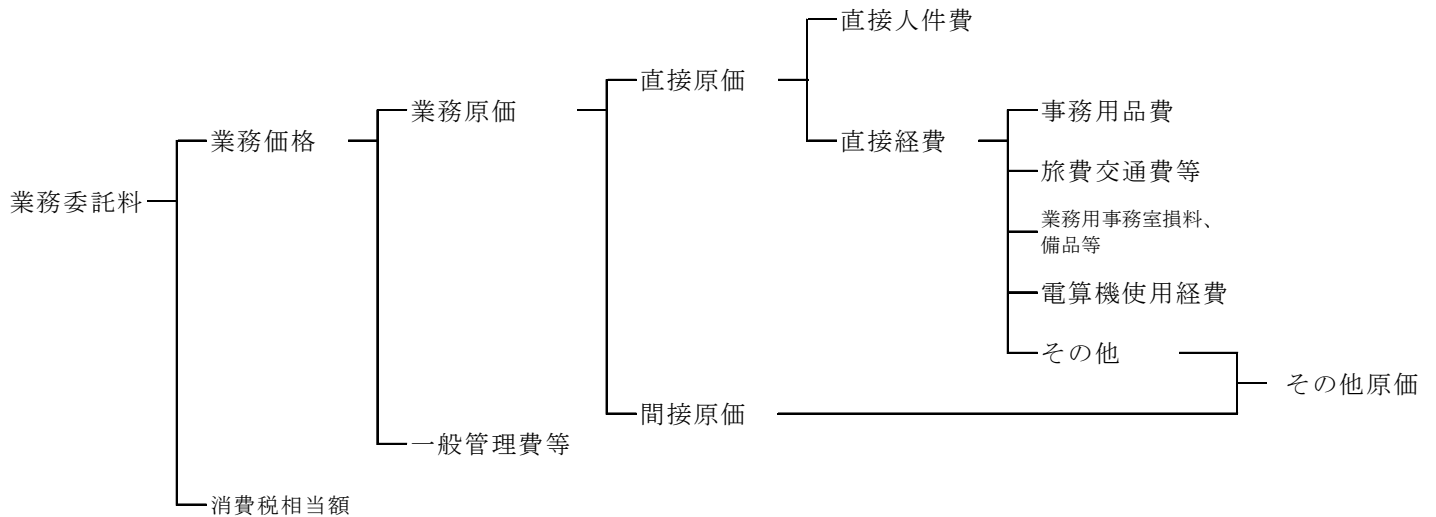 直接人件費
直接原価
業務原価
事務用品費
業務価格
直接経費
旅費交通費等
業務委託料
業務用事務室損料、
備品等
電算機使用経費
その他
その他原価
間接原価
一般管理費等
消費税相当額